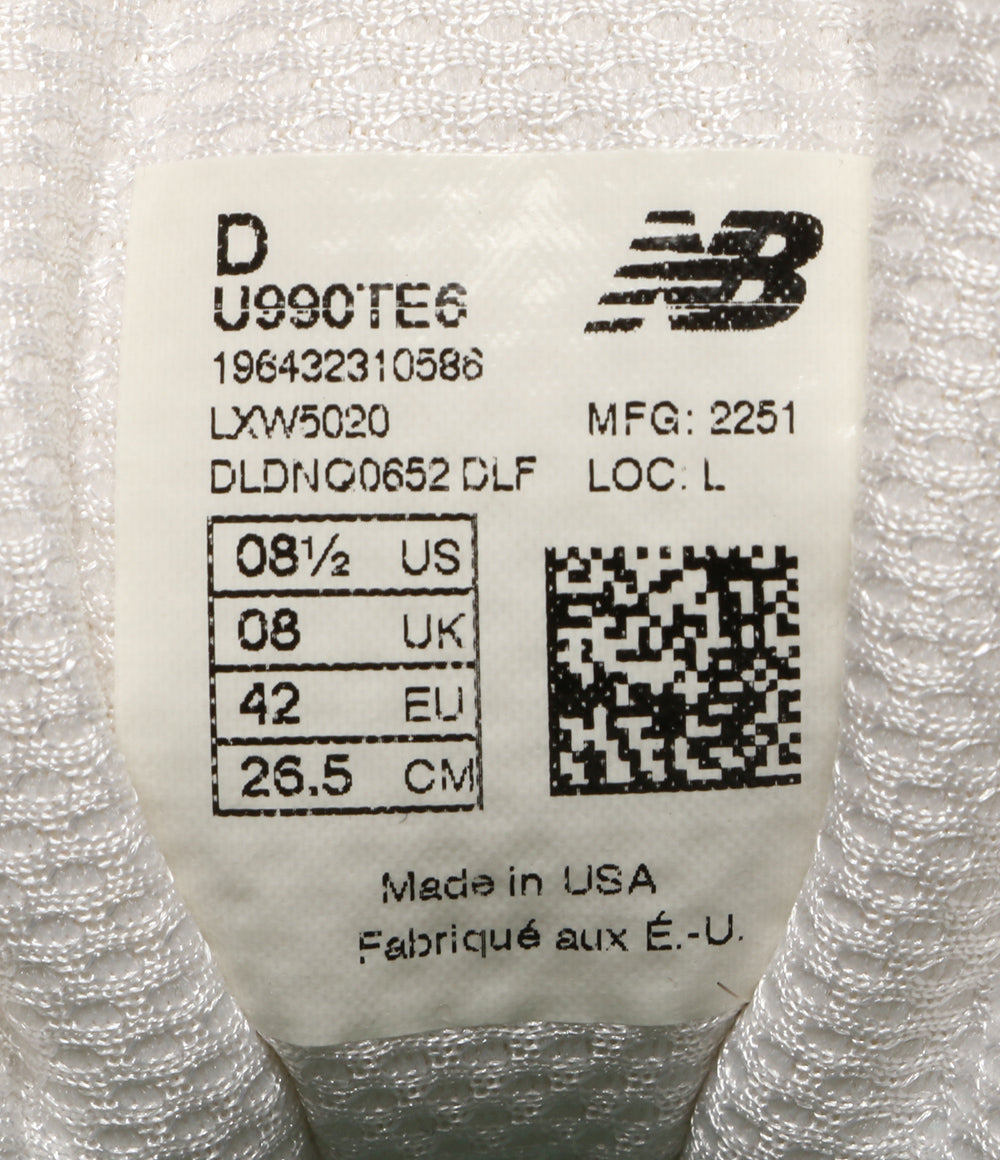 D
NB
U990TE6
196432310586
LXW5020
MFG: 2251
DLDNQ0652 DLF
LOC: L
08½ US
08 UK
42 EU
26.5 CM
Made in USA
Fabriqué aux É.-U.